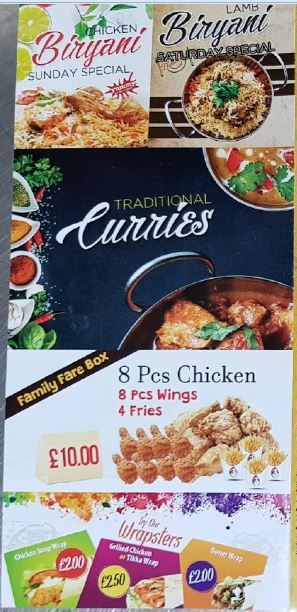 CHICKEN
Biryani
SUNDAY SPECIAL
LAMB
Biryani
SATURDAY SPECIAL
TRADITIONAL
Curries
Family Fare Box
8 Pcs Chicken
8 Pcs Wings
4 Fries
£10.00
Try Our
Wrapsters
Chicken Strip Wrap
£2.00
Grilled Chicken
or Tikka Wrap
£2.50
Doner Wrap
£2.00